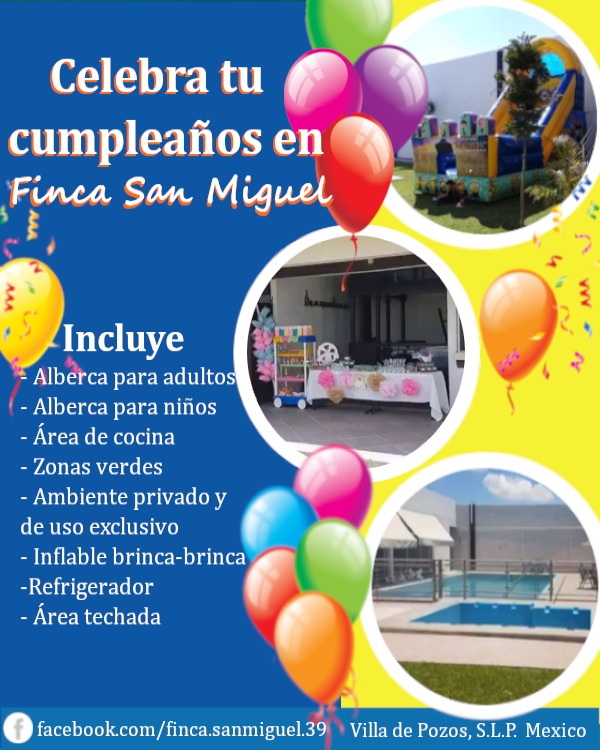 Celebra tu
cumpleaños en
Finca San Miguel
Incluye
- Alberca para adultos
- Alberca para niños
- Área de cocina
- Zonas verdes
- Ambiente privado y
de uso exclusivo
- Inflable brinca-brinca
-Refrigerador
- Área techada
facebook.com/finca.sanmiguel.39
Villa de Pozos, S.L.P. Mexico